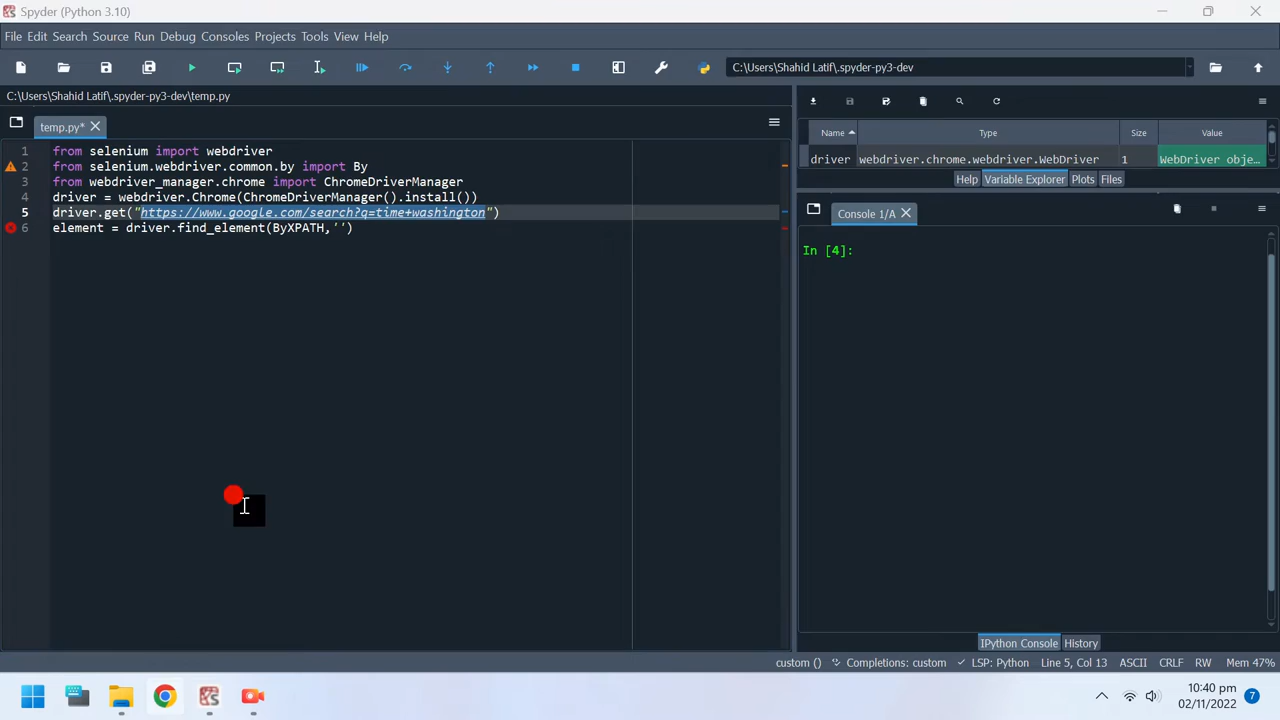 Spyder (Python 3.10)
File Edit Search Source Run Debug Consoles Projects Tools View Help
C:\Users\Shahid Latif\.spyder-py3-dev
C:\Users\Shahid Latif\.spyder-py3-dev\temp.py
temp.py*
1 from selenium import webdriver
2 from selenium.webdriver.common.by import By
3 from webdriver_manager.chrome import ChromeDriverManager
4 driver = webdriver.Chrome(ChromeDriverManager().install())
5 driver.get("https://www.google.com/search?q=time+washington")
6 element = driver.find_element(ByXPATH,'')
Name Type Size Value
driver webdriver.chrome.webdriver.WebDriver 1 WebDriver obje…
Help Variable Explorer Plots Files
Console 1/A
In [4]:
IPython Console History
custom () Completions: custom LSP: Python Line 5, Col 13 ASCII CRLF RW Mem 47%
10:40 pm
02/11/2022
7